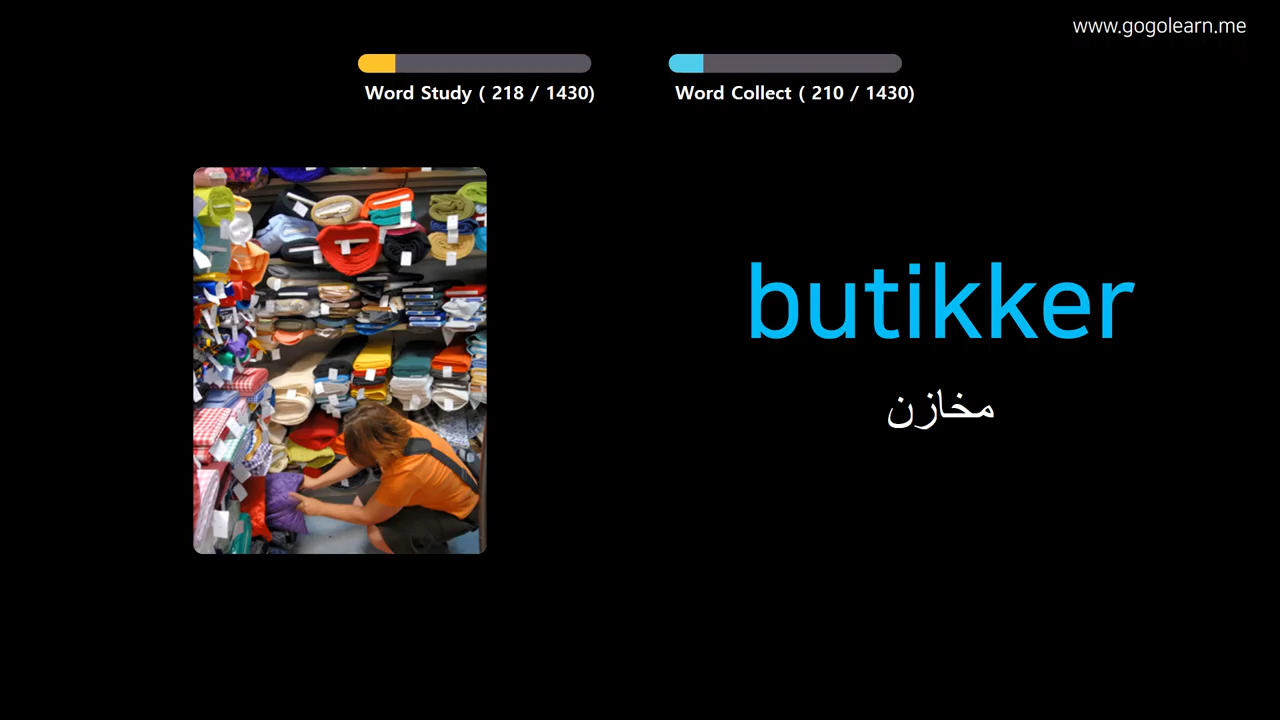 www.gogolearn.me
Word Study ( 218 / 1430)
Word Collect ( 210 / 1430)
butikker
مخازن